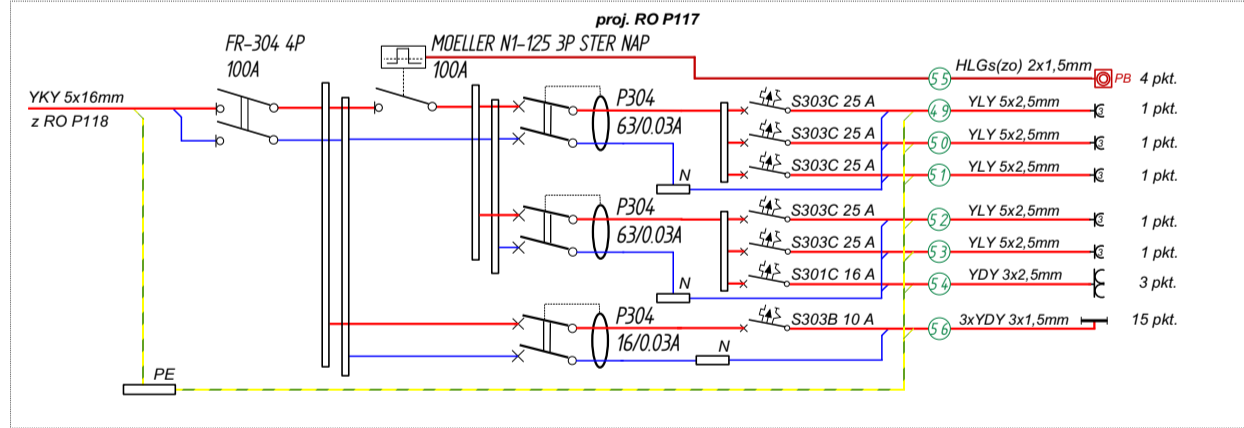 proj. RO P117
FR-304 4P
100A
MOELLER N1-125 3P STER NAP
100A
YKY 5x16mm
z RO P118
55 HLGs(zo) 2x1,5mm PB 4 pkt.
P304
63/0.03A
S303C 25 A 49 YLY 5x2,5mm 3 1 pkt.
S303C 25 A 50 YLY 5x2,5mm 3 1 pkt.
S303C 25 A 51 YLY 5x2,5mm 3 1 pkt.
N
P304
63/0.03A
S303C 25 A 52 YLY 5x2,5mm 3 1 pkt.
S303C 25 A 53 YLY 5x2,5mm 3 1 pkt.
S301C 16 A 54 YDY 3x2,5mm 3 pkt.
N
P304
16/0.03A
S303B 10 A 56 3xYDY 3x1,5mm 15 pkt.
N
PE